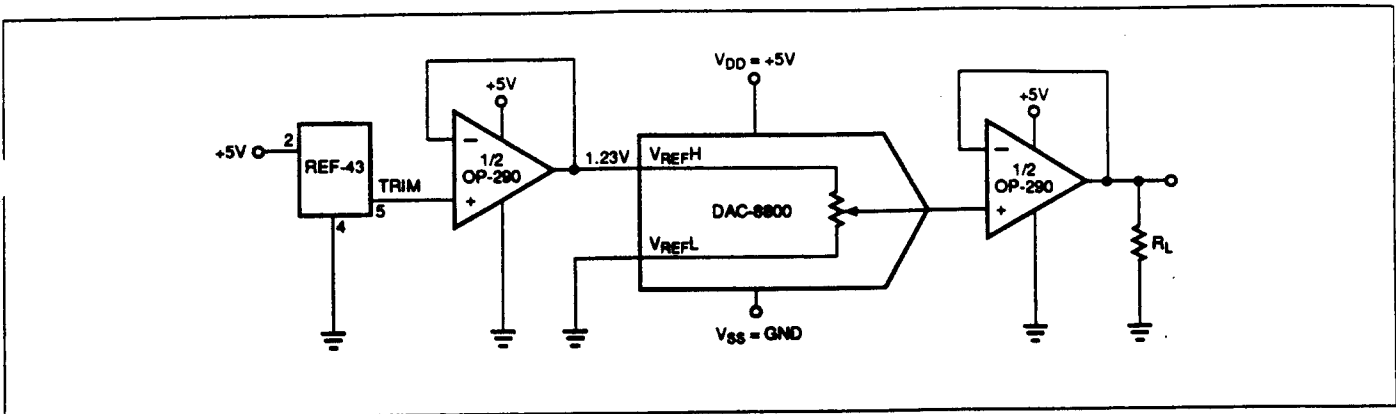 +5V
2
REF-43
TRIM
5
4
+5V
−
1/2
OP-290
+
1.23V
VDD = +5V
VREFH
DAC-8800
VREFL
VSS = GND
+5V
−
1/2
OP-290
+
RL